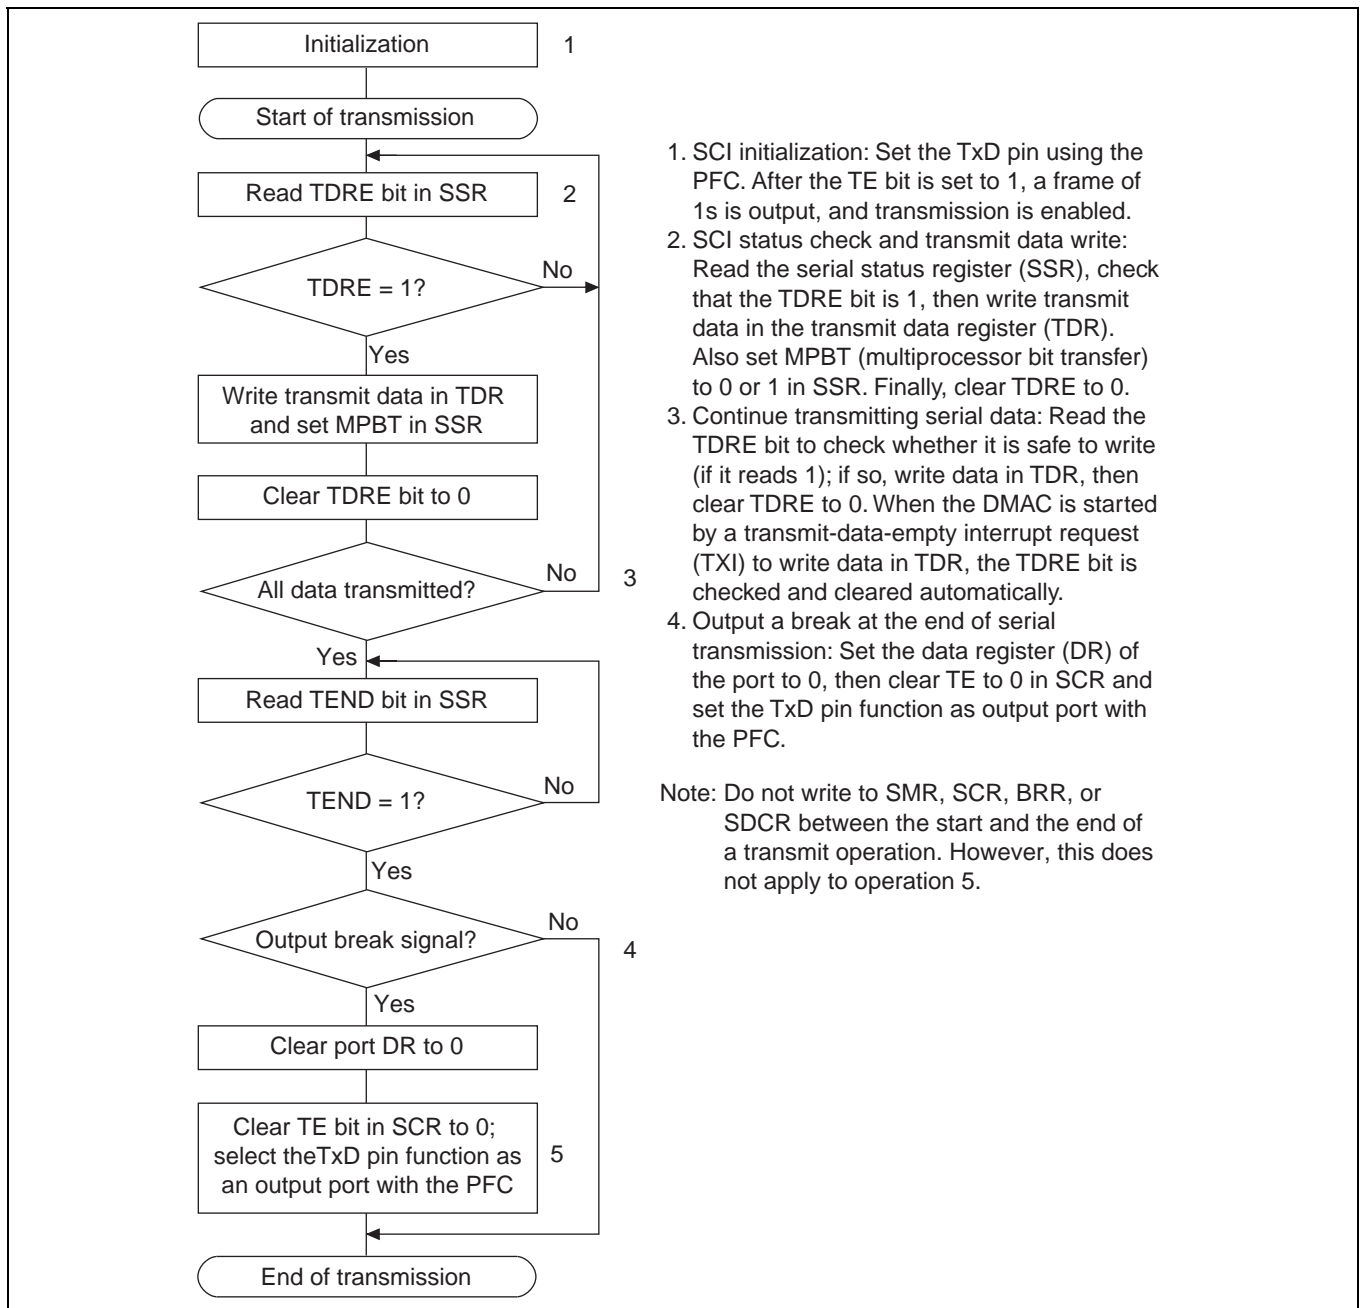 Initialization
1
Start of transmission
Read TDRE bit in SSR
2
TDRE = 1?
No
Yes
Write transmit data in TDR
and set MPBT in SSR
Clear TDRE bit to 0
All data transmitted?
No
3
Yes
Read TEND bit in SSR
TEND = 1?
No
Yes
Output break signal?
No
4
Yes
Clear port DR to 0
Clear TE bit in SCR to 0;
select theTxD pin function as
an output port with the PFC
5
End of transmission
1. SCI initialization: Set the TxD pin using the
PFC. After the TE bit is set to 1, a frame of
1s is output, and transmission is enabled.
2. SCI status check and transmit data write:
Read the serial status register (SSR), check
that the TDRE bit is 1, then write transmit
data in the transmit data register (TDR).
Also set MPBT (multiprocessor bit transfer)
to 0 or 1 in SSR. Finally, clear TDRE to 0.
3. Continue transmitting serial data: Read the
TDRE bit to check whether it is safe to write
(if it reads 1); if so, write data in TDR, then
clear TDRE to 0. When the DMAC is started
by a transmit-data-empty interrupt request
(TXI) to write data in TDR, the TDRE bit is
checked and cleared automatically.
4. Output a break at the end of serial
transmission: Set the data register (DR) of
the port to 0, then clear TE to 0 in SCR and
set the TxD pin function as output port with
the PFC.
Note: Do not write to SMR, SCR, BRR, or
SDCR between the start and the end of
a transmit operation. However, this does
not apply to operation 5.